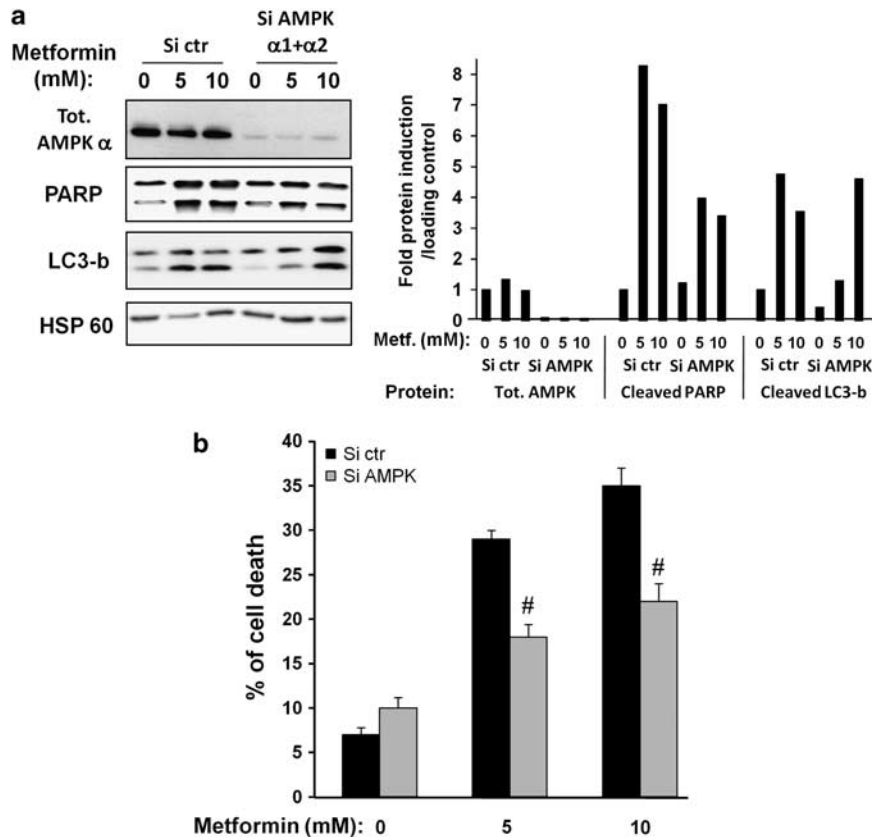 a
Si ctr
Si AMPK
α1+α2
Metformin
(mM):
0 5 10 0 5 10
Tot.
AMPK α
PARP
LC3-b
HSP 60
Fold protein induction
/loading control
8
7
6
5
4
3
2
1
0
Metf. (mM): 0 5 10 0 5 10 0 5 10 0 5 10 0 5 10 0 5 10
Si ctr Si AMPK Si ctr Si AMPK Si ctr Si AMPK
Protein: Tot. AMPK Cleaved PARP Cleaved LC3-b
b
Si ctr
Si AMPK
% of cell death
40
35
30
25
20
15
10
5
0
#
#
Metformin (mM): 0 5 10